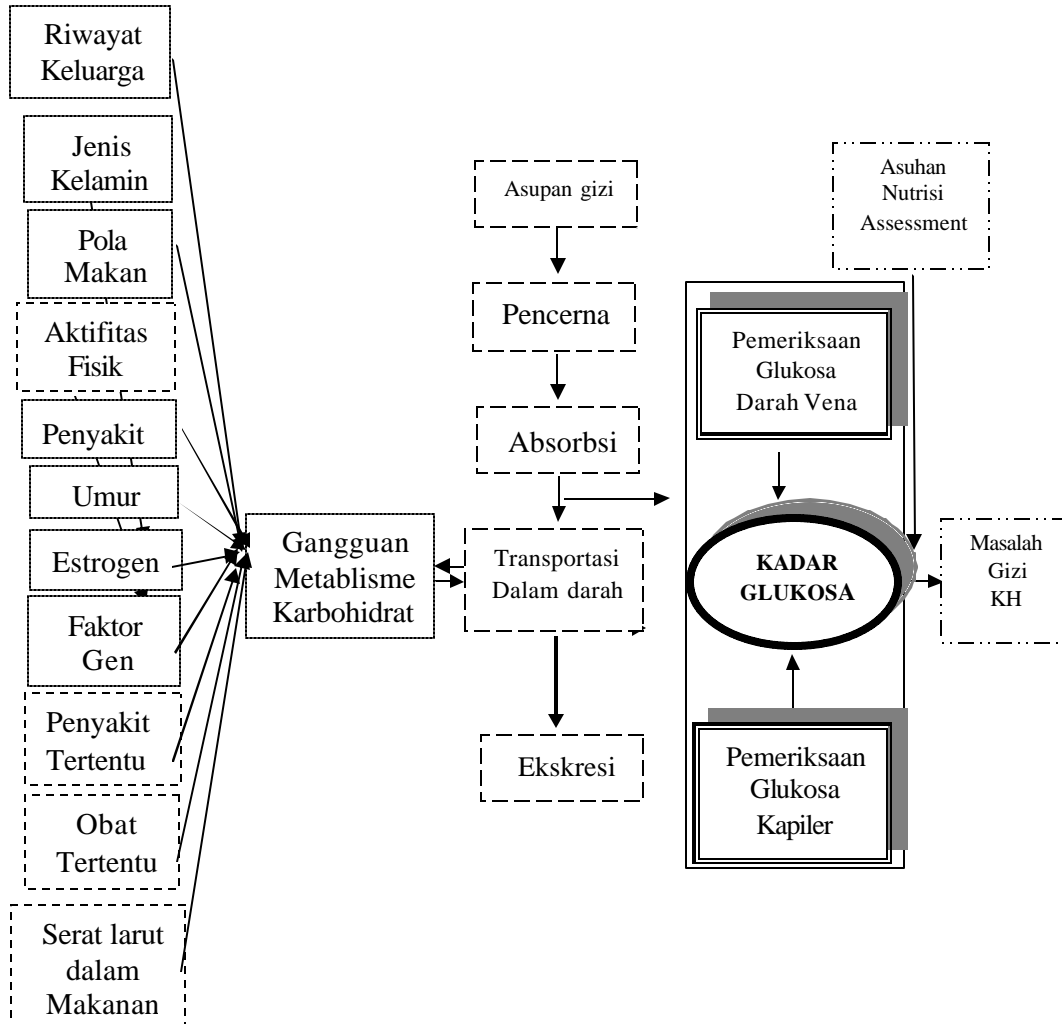 Riwayat
Keluarga
Jenis
Kelamin
Pola
Makan
Aktifitas
Fisik
Penyakit
Umur
Estrogen
Faktor
Gen
Penyakit
Tertentu
Obat
Tertentu
Serat larut
dalam
Makanan
Gangguan
Metablisme
Karbohidrat
Asupan gizi
Pencerna
Absorbsi
Transportasi
Dalam darah
Ekskresi
Pemeriksaan
Glukosa
Darah Vena
KADAR
GLUKOSA
Pemeriksaan
Glukosa
Kapiler
Asuhan
Nutrisi
Assessment
Masalah
Gizi
KH